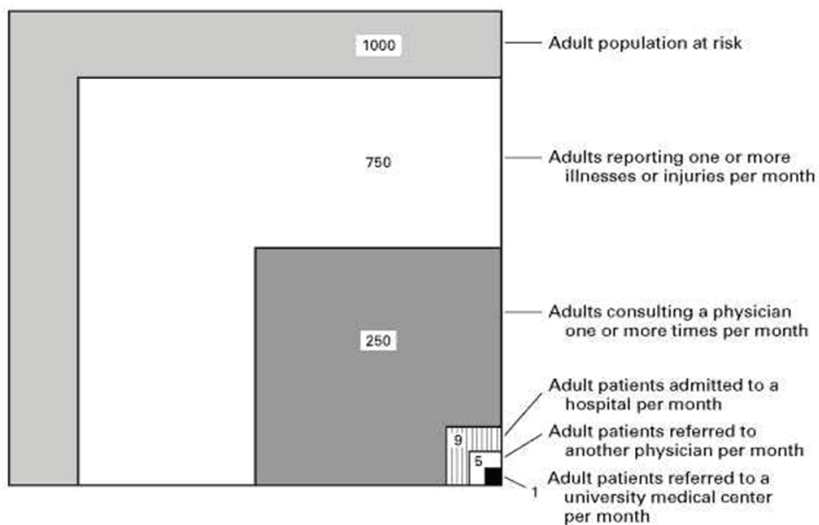 1000
Adult population at risk
750
Adults reporting one or more
illnesses or injuries per month
250
Adults consulting a physician
one or more times per month
Adult patients admitted to a
hospital per month
9
Adult patients referred to
another physician per month
5
Adult patients referred to a
university medical center
per month
1